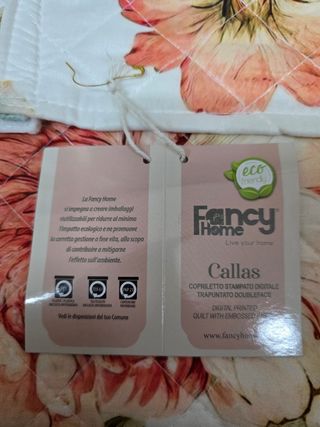 La Fancy Home
si impegna a creare imballaggi
riutilizzabili per ridurre al minimo
l'impatto ecologico e ne promuove
la corretta gestione a fine vita, allo scopo
di contribuire a mitigarne
l'effetto sull'ambiente.
Vedi in disposizioni del tuo Comune
eco
friendly
Fancy
Home
Live your home
Callas
COPRILETTO STAMPATO DIGITALE
TRAPUNTATO DOUBLEFACE
DIGITAL PRINTED
QUILT WITH EMBOSSED
www.fancyhome